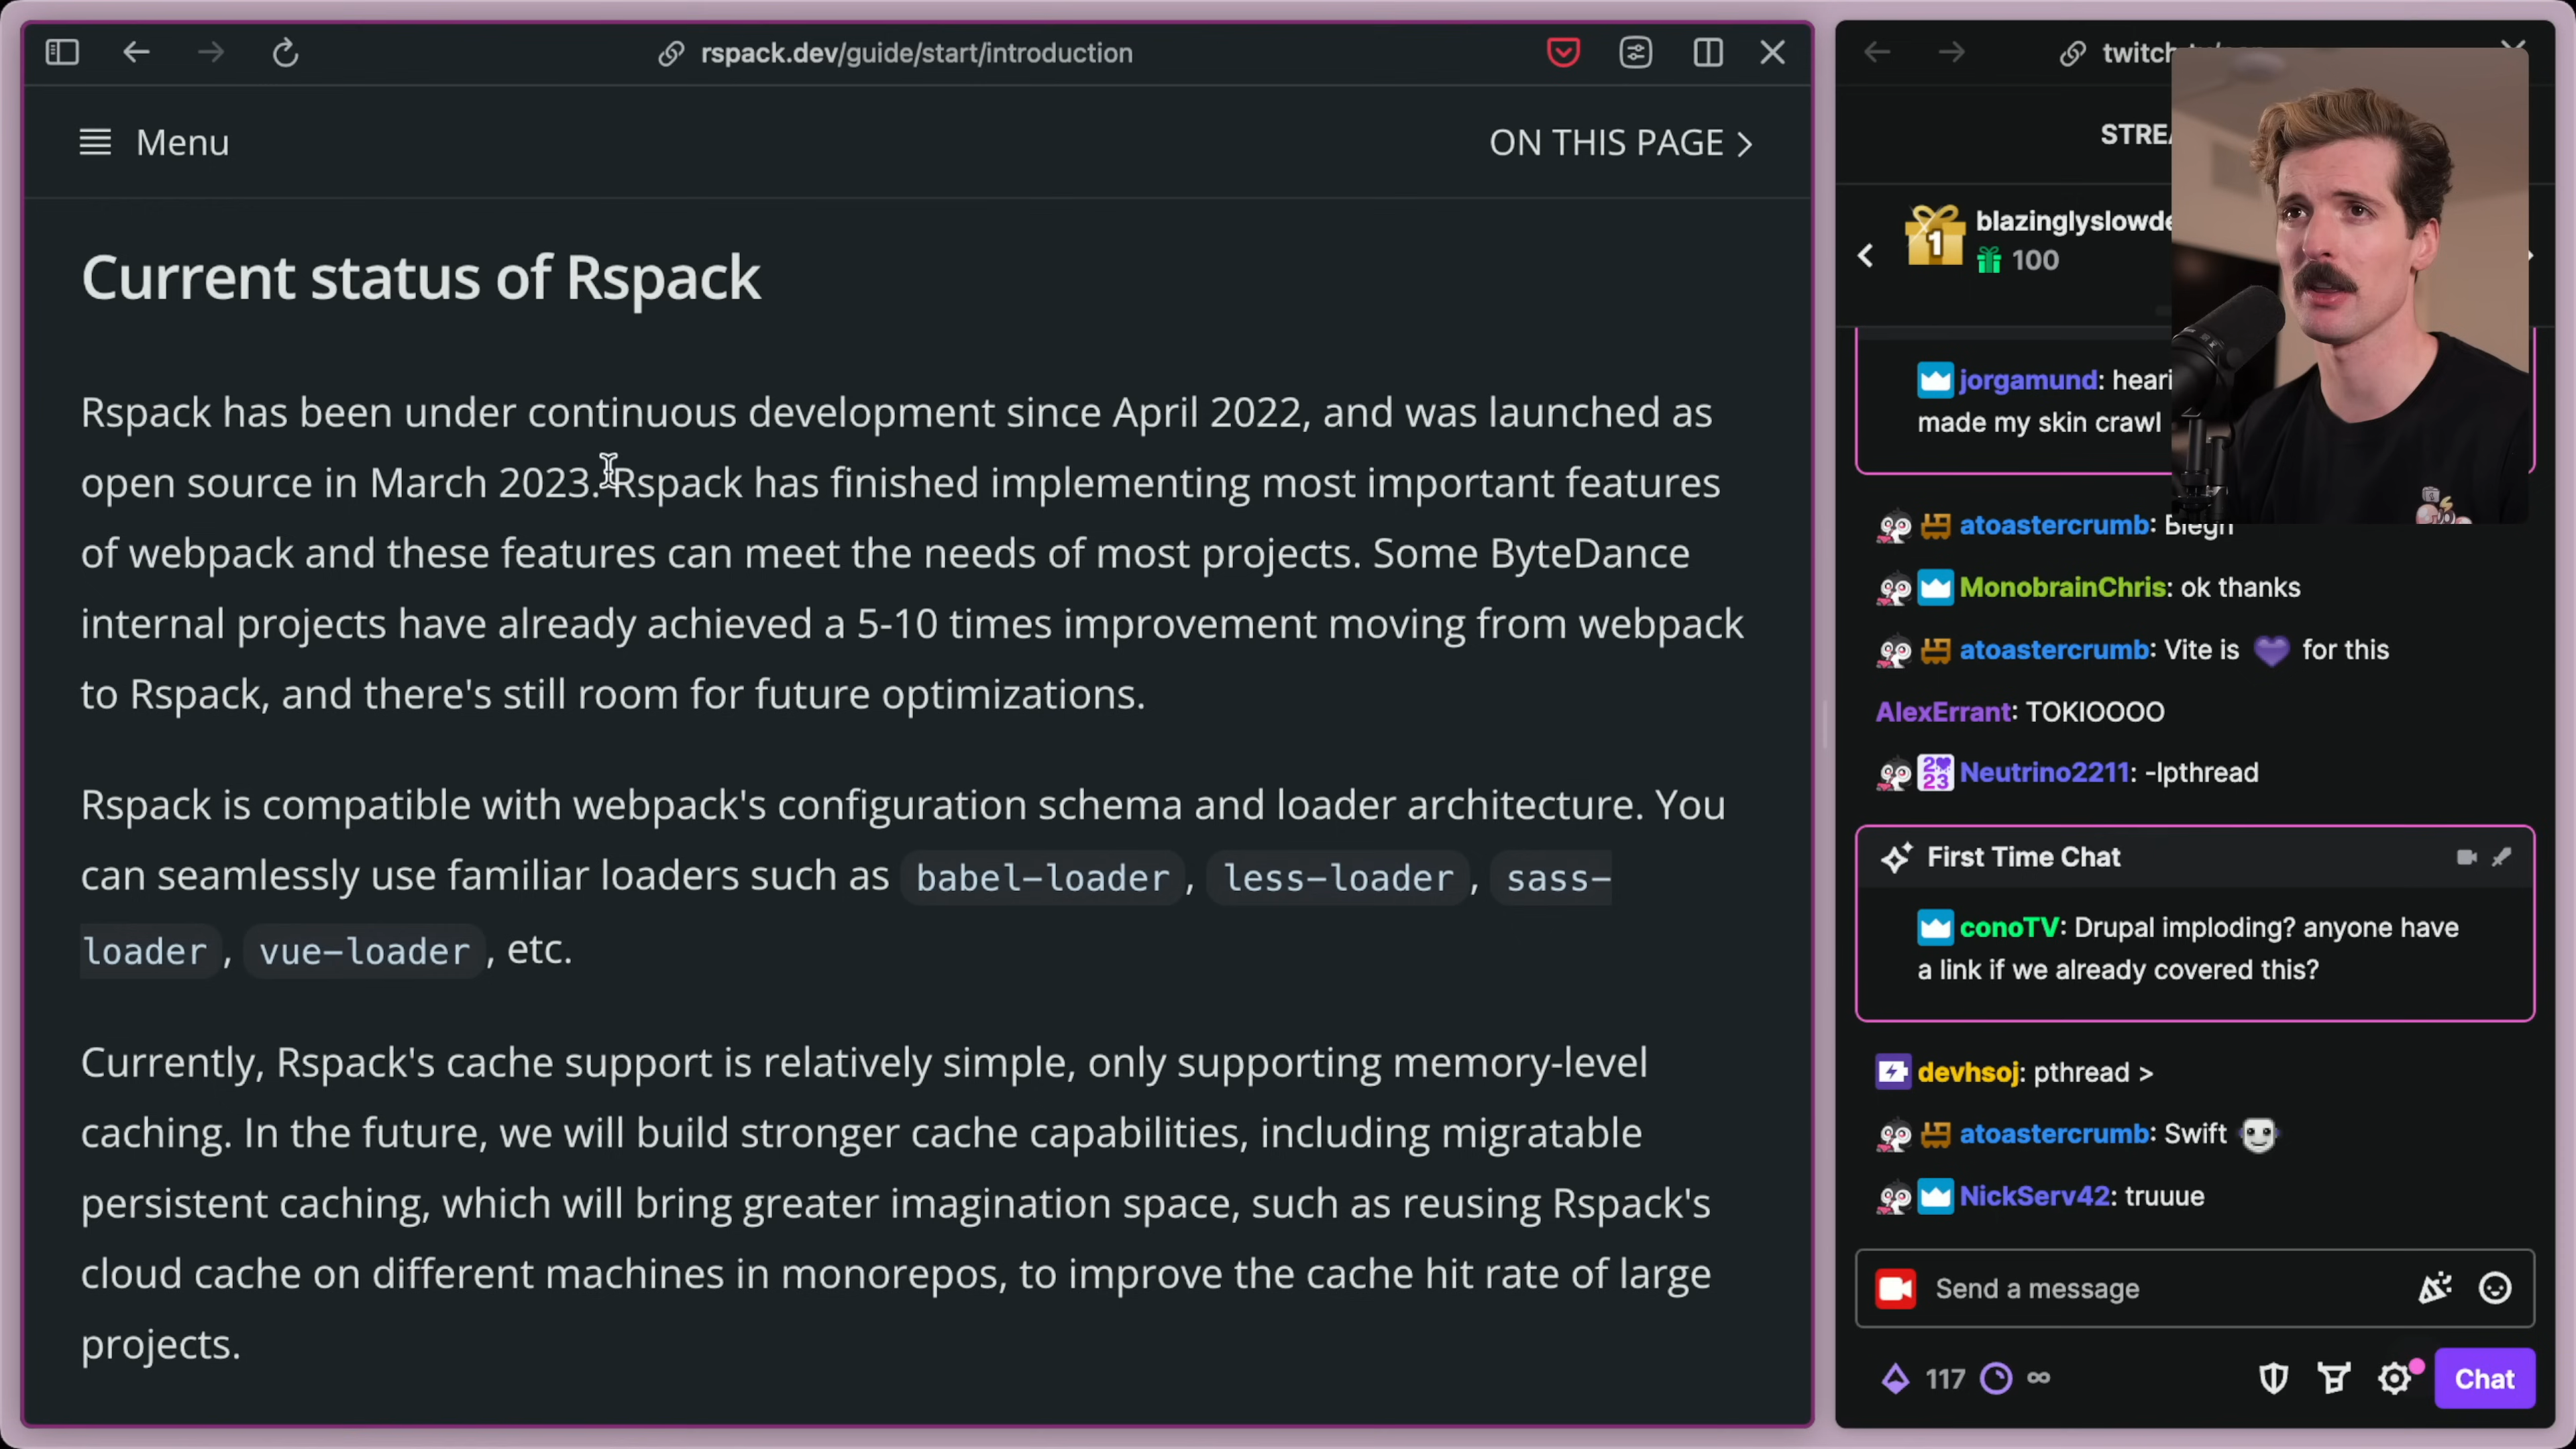 rspack.dev/guide/start/introduction
Menu
ON THIS PAGE
Current status of Rspack
Rspack has been under continuous development since April 2022, and was launched as
open source in March 2023. Rspack has finished implementing most important features
of webpack and these features can meet the needs of most projects. Some ByteDance
internal projects have already achieved a 5-10 times improvement moving from webpack
to Rspack, and there's still room for future optimizations.
Rspack is compatible with webpack's configuration schema and loader architecture. You
can seamlessly use familiar loaders such as babel-loader, less-loader, sass-
loader, vue-loader, etc.
Currently, Rspack's cache support is relatively simple, only supporting memory-level
caching. In the future, we will build stronger cache capabilities, including migratable
persistent caching, which will bring greater imagination space, such as reusing Rspack's
cloud cache on different machines in monorepos, to improve the cache hit rate of large
projects.
twitch
STREA
1
blazinglyslowde
100
jorgamund: heari
made my skin crawl
atoastercrumb: Blegh
MonobrainChris: ok thanks
atoastercrumb: Vite is 💜 for this
AlexErrant: TOKIOOOO
Neutrino2211: -lpthread
First Time Chat
conoTV: Drupal imploding? anyone have
a link if we already covered this?
devhsoj: pthread >
atoastercrumb: Swift
NickServ42: truuue
Send a message
117 ∞
Chat